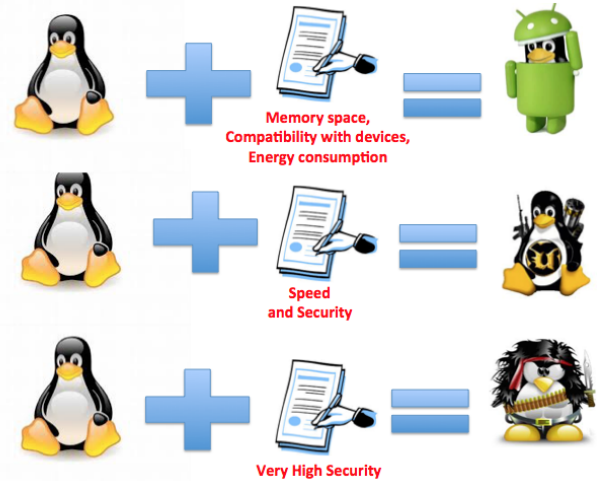 Memory space,
Compatibility with devices,
Energy consumption
Speed
and Security
Very High Security